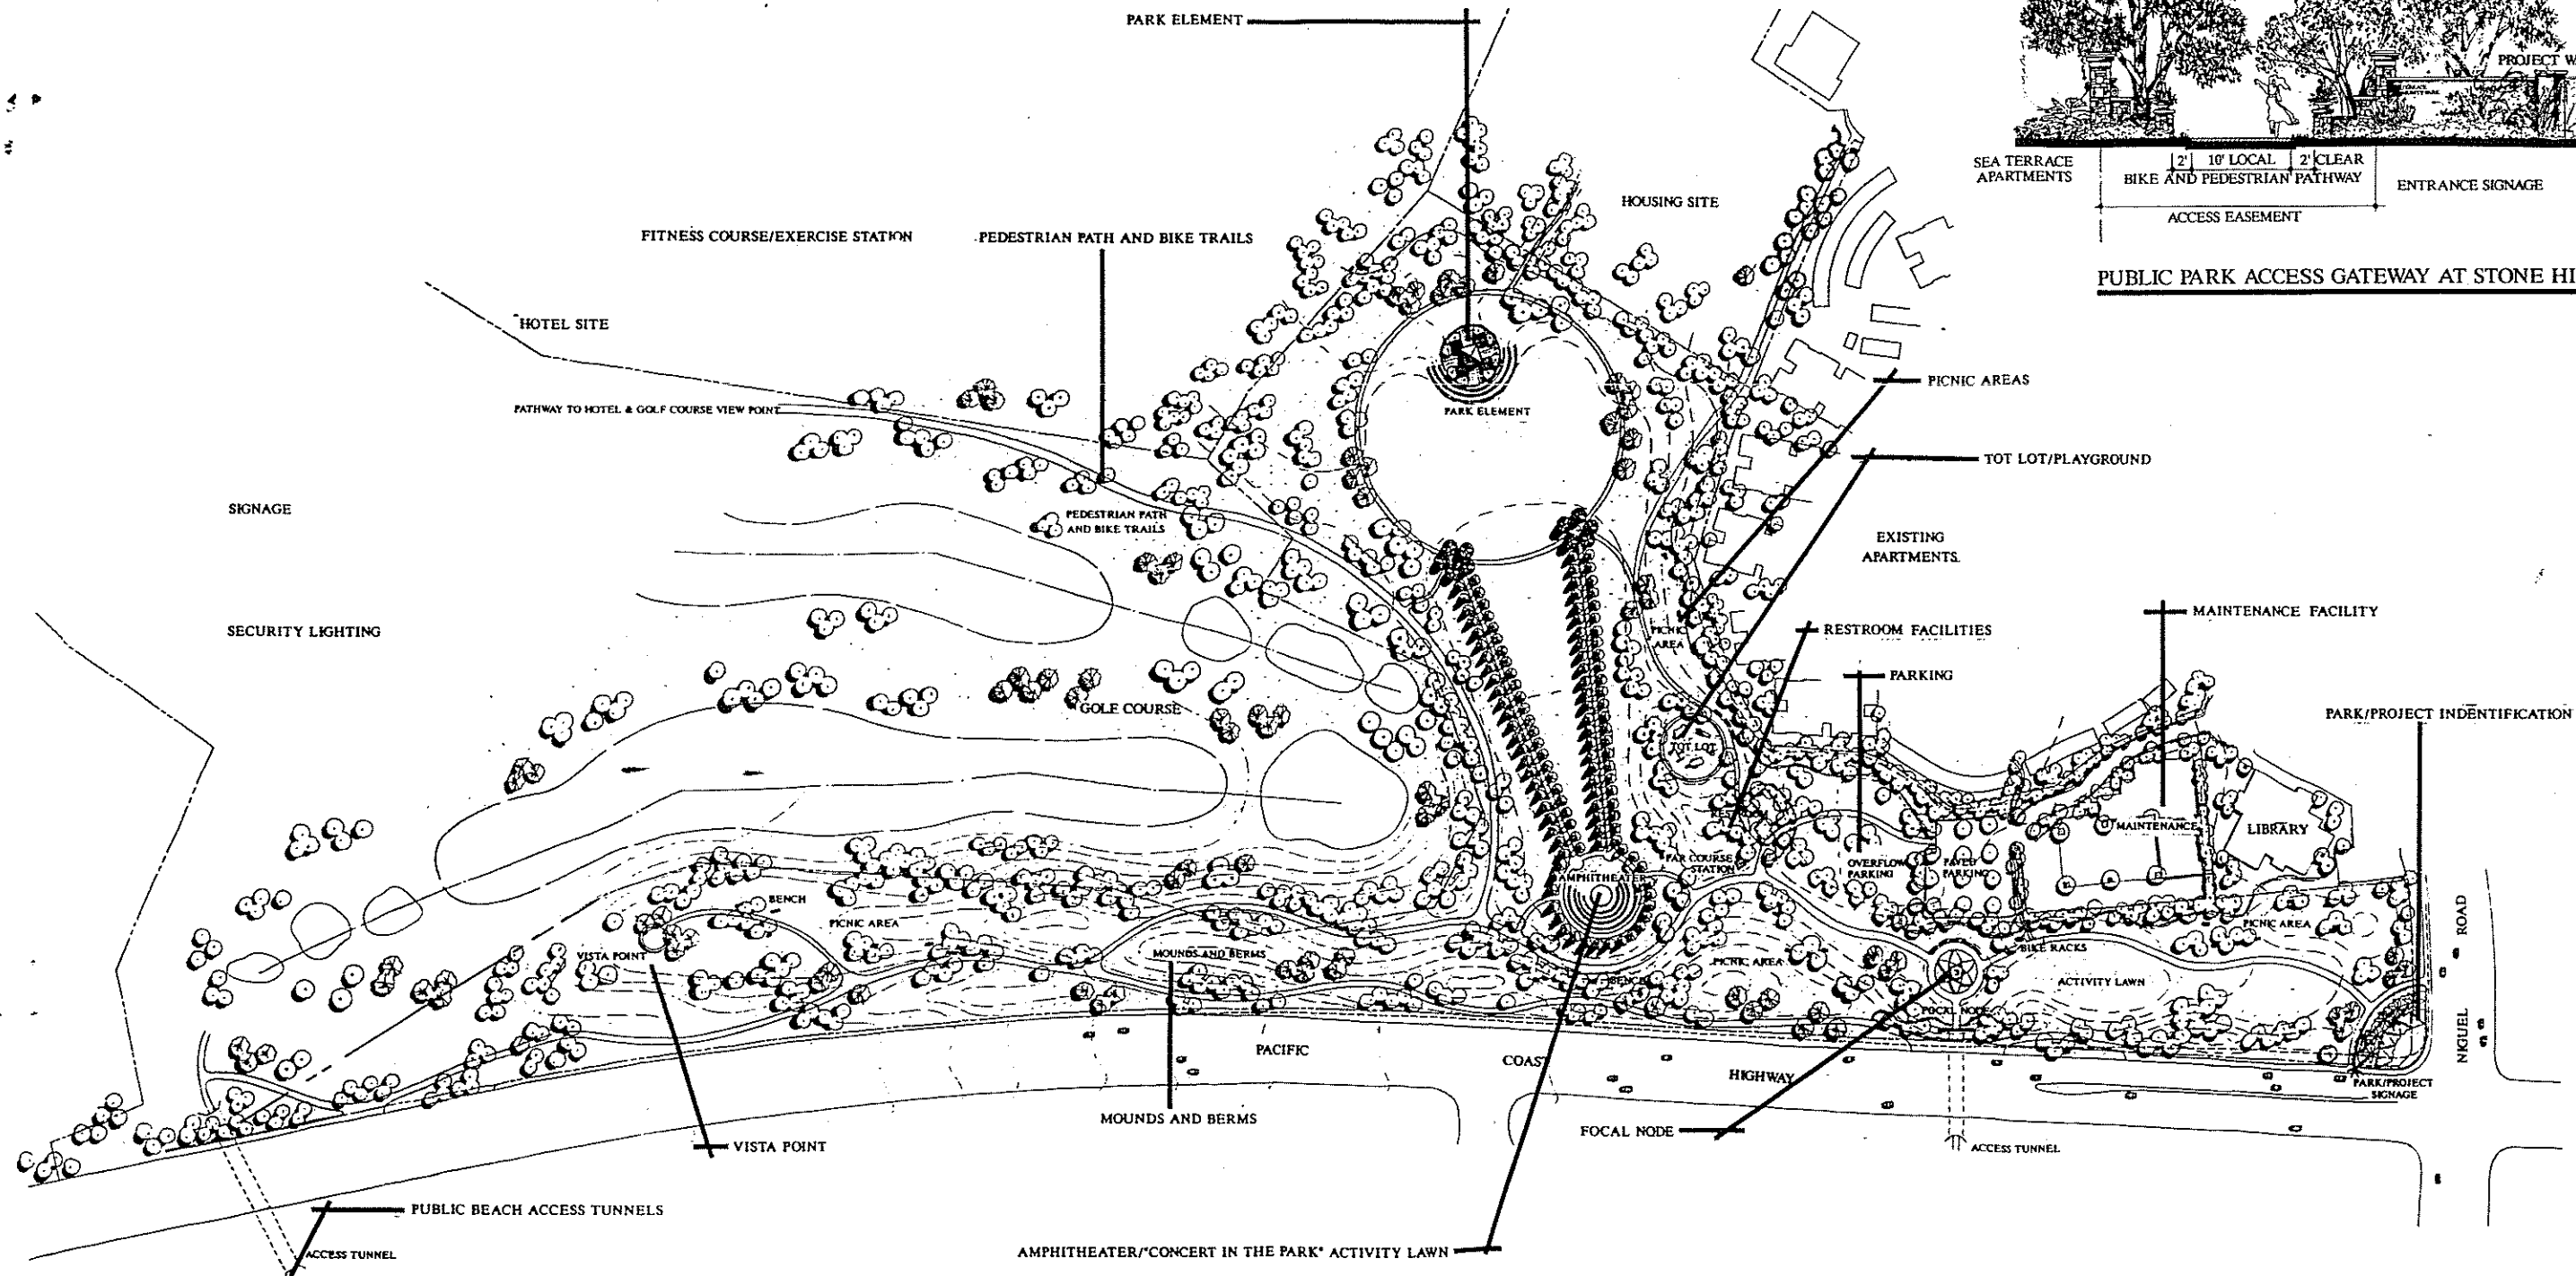 PARK ELEMENT
PROJECT W
SEA TERRACE
APARTMENTS
2' 10' LOCAL 2' CLEAR
BIKE AND PEDESTRIAN PATHWAY
ENTRANCE SIGNAGE
ACCESS EASEMENT
PUBLIC PARK ACCESS GATEWAY AT STONE HI
HOUSING SITE
FITNESS COURSE/EXERCISE STATION
PEDESTRIAN PATH AND BIKE TRAILS
HOTEL SITE
PATHWAY TO HOTEL & GOLF COURSE VIEW POINT
PARK ELEMENT
PICNIC AREAS
TOT LOT/PLAYGROUND
SIGNAGE
PEDESTRIAN PATH
AND BIKE TRAILS
EXISTING
APARTMENTS
SECURITY LIGHTING
PICNIC
AREA
RESTROOM FACILITIES
MAINTENANCE FACILITY
PARKING
GOLF COURSE
PARK/PROJECT INDENTIFICATION
TOT LOT
MAINTENANCE
LIBRARY
PAR COURSE
STATION
OVERFLOW
PARKING
PAVED
PARKING
AMPHITHEATER
BENCH
PICNIC AREA
PICNIC AREA
NIGUEL ROAD
VISTA POINT
MOUNDS AND BERMS
PICNIC AREA
BIKE RACKS
BENCH
ACTIVITY LAWN
FOCAL NODE
PACIFIC COAST HIGHWAY
PARK/PROJECT
SIGNAGE
MOUNDS AND BERMS
VISTA POINT
FOCAL NODE
ACCESS TUNNEL
PUBLIC BEACH ACCESS TUNNELS
ACCESS TUNNEL
AMPHITHEATER/"CONCERT IN THE PARK" ACTIVITY LAWN